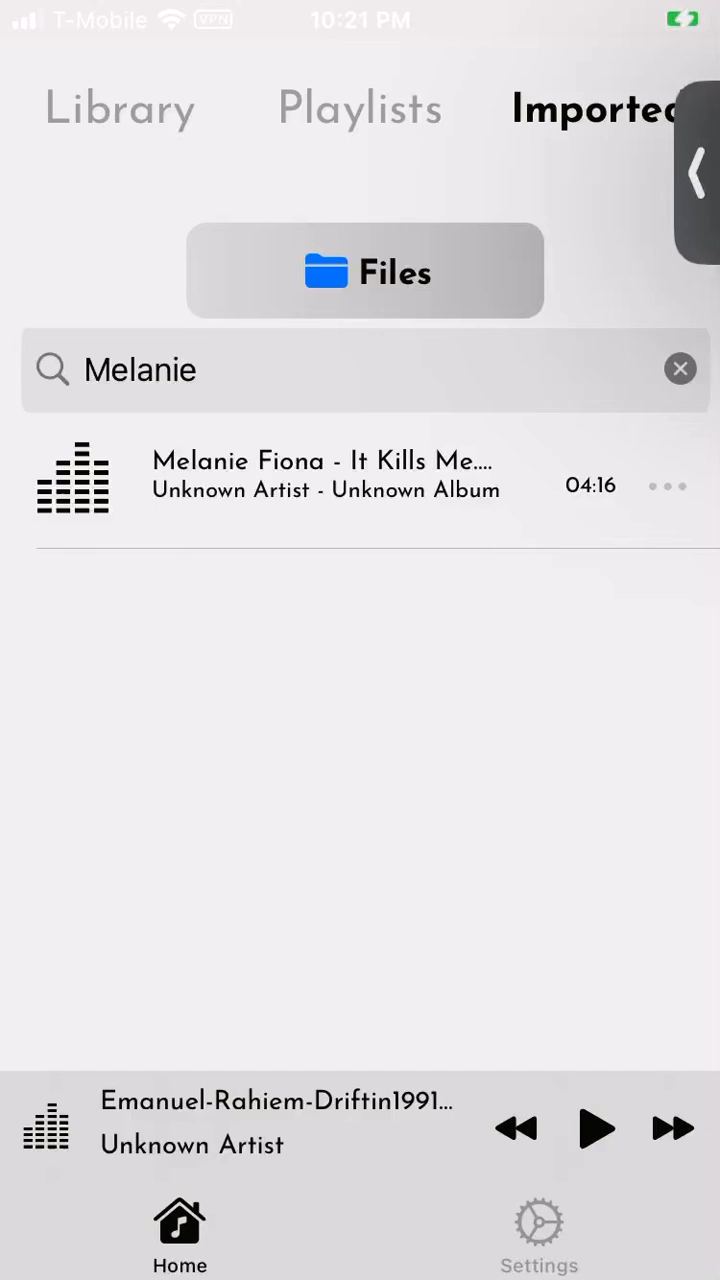 T-Mobile VPN 10:21 PM
Library Playlists Imported
Files
Melanie
Melanie Fiona - It Kills Me....
Unknown Artist - Unknown Album
04:16
Emanuel-Rahiem-Driftin1991...
Unknown Artist
Home Settings